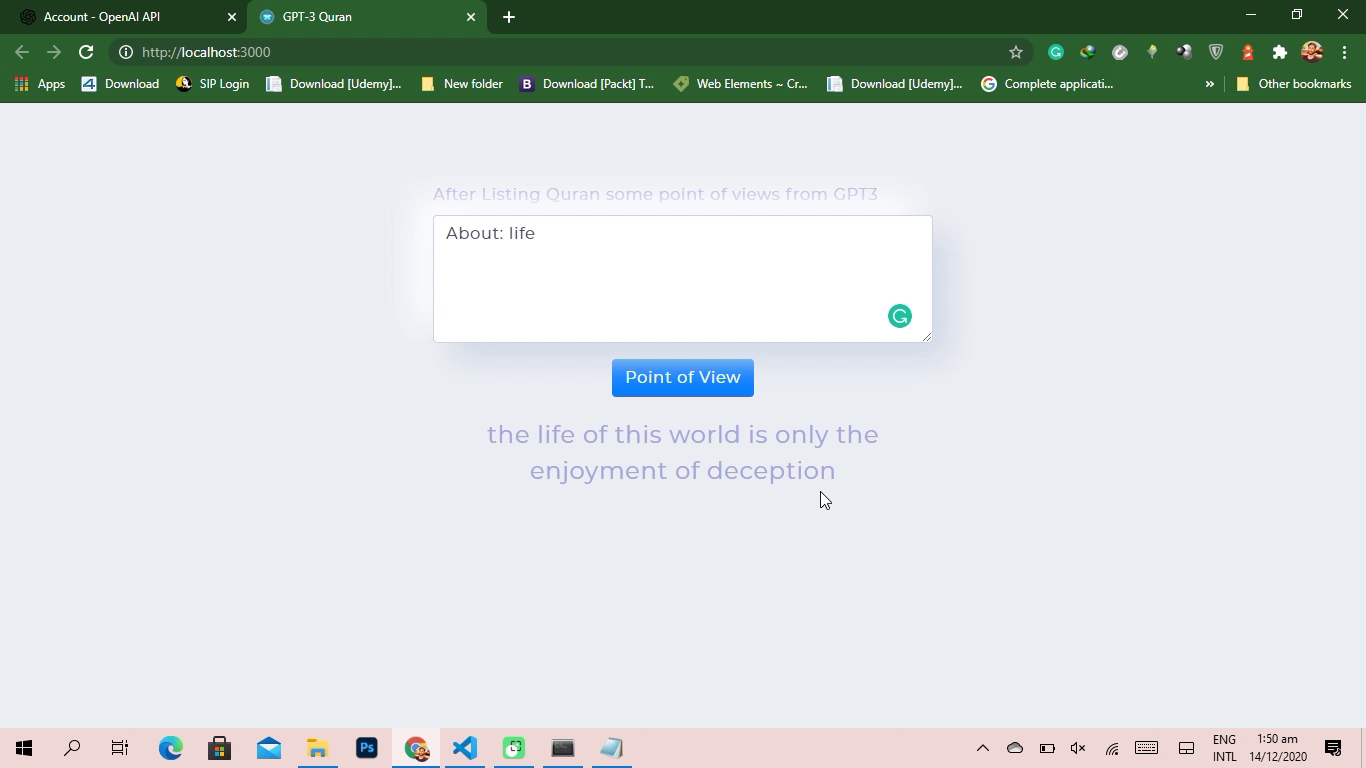 Account - OpenAI API
GPT-3 Quran
http://localhost:3000
Apps
Download
SIP Login
Download [Udemy]...
New folder
B
Download [Packt] T...
Web Elements ~ Cr...
Download [Udemy]...
Complete applicati...
»
Other bookmarks
After Listing Quran some point of views from GPT3
About: life
Point of View
the life of this world is only the
enjoyment of deception
Ps
ENG
INTL
1:50 am
14/12/2020